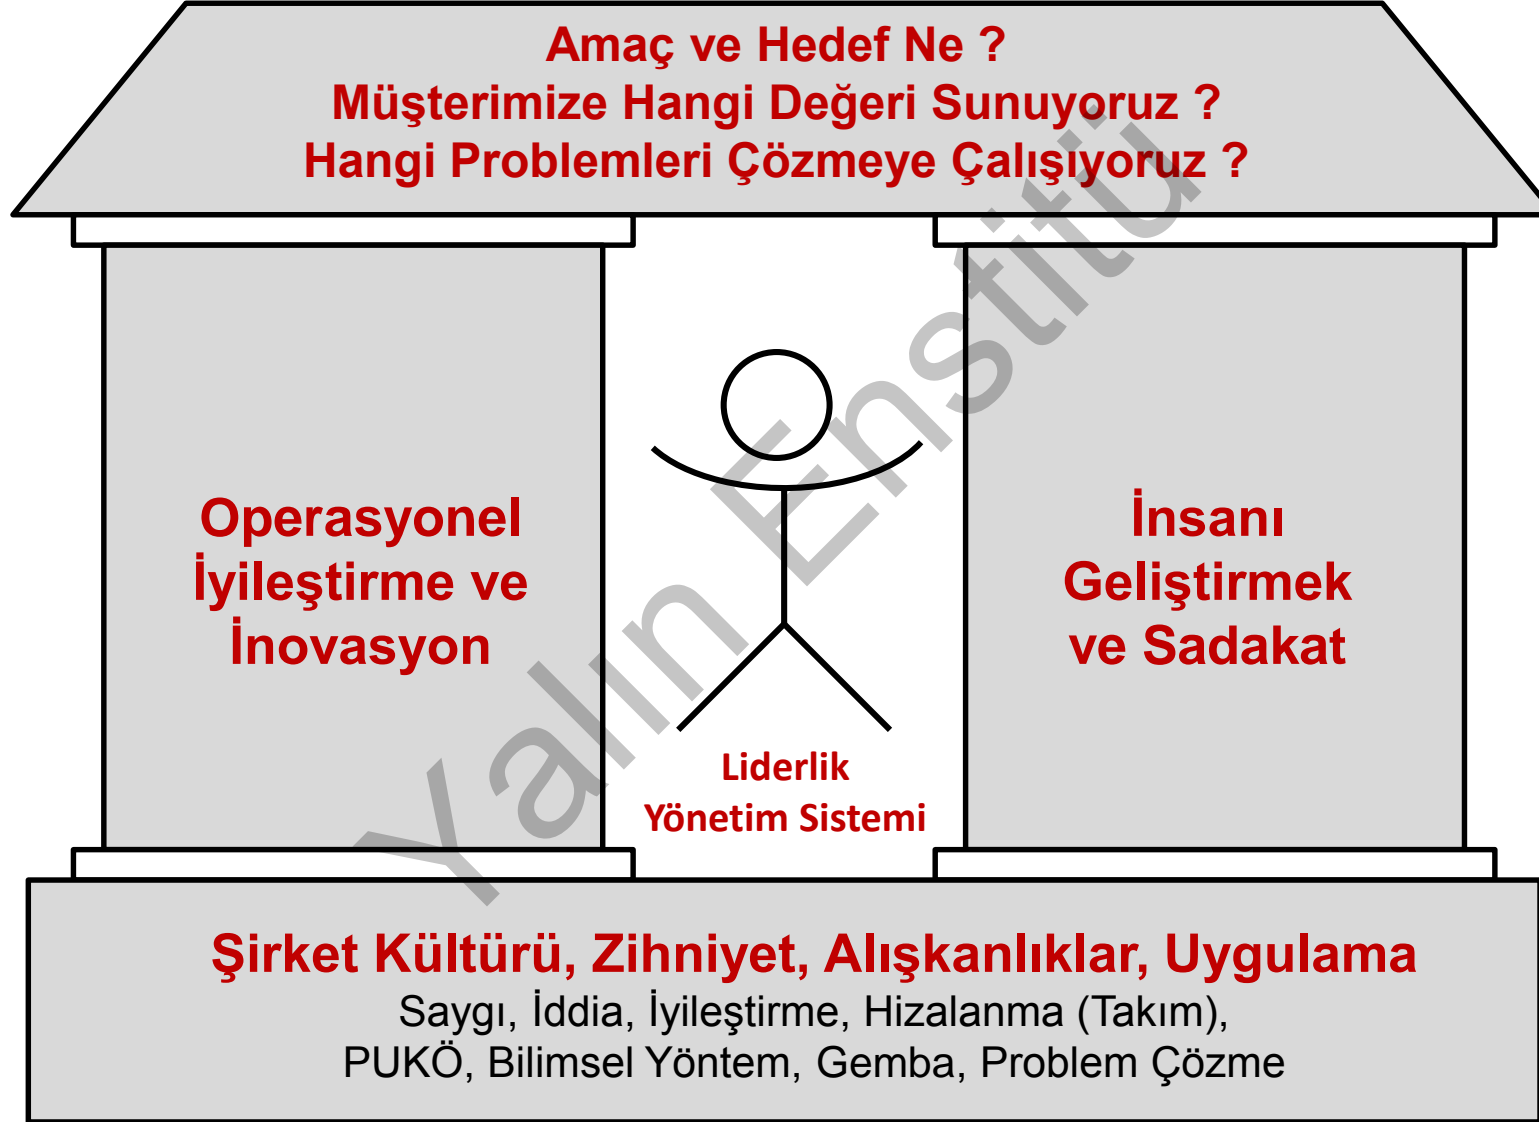 Amaç ve Hedef Ne ?
Müşterimize Hangi Değeri Sunuyoruz ?
Hangi Problemleri Çözmeye Çalışıyoruz ?
Operasyonel
İyileştirme ve
İnovasyon
Liderlik
Yönetim Sistemi
İnsanı
Geliştirmek
ve Sadakat
Şirket Kültürü, Zihniyet, Alışkanlıklar, Uygulama
Saygı, İddia, İyileştirme, Hizalanma (Takım),
PUKÖ, Bilimsel Yöntem, Gemba, Problem Çözme
Yalın Enstitü